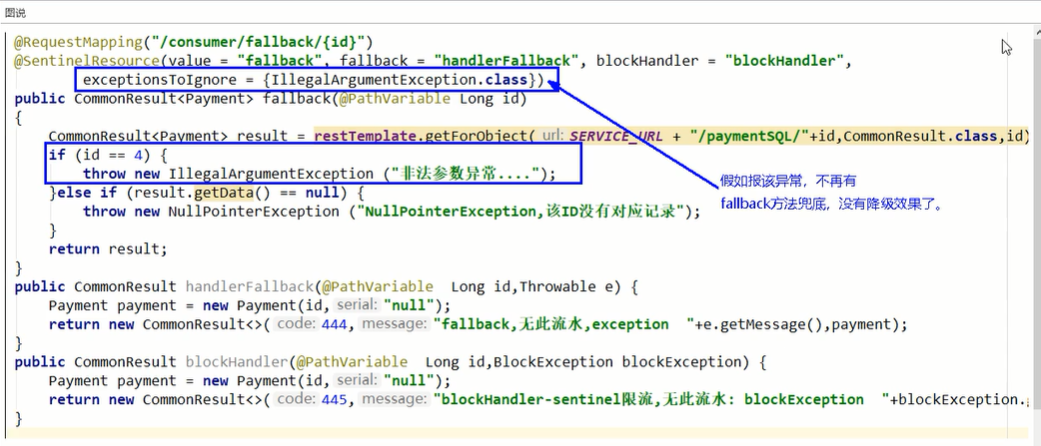 图说
@RequestMapping("/consumer/fallback/{id}")
@SentinelResource(value = "fallback", fallback = "handlerFallback", blockHandler = "blockHandler",
exceptionsToIgnore = {IllegalArgumentException.class})
public CommonResult<Payment> fallback(@PathVariable Long id)
{
CommonResult<Payment> result = restTemplate.getForObject( url: SERVICE_URL + "/paymentSQL/"+id,CommonResult.class,id)
if (id == 4) {
throw new IllegalArgumentException ("非法参数异常....");
}else if (result.getData() == null) {
throw new NullPointerException ("NullPointerException,该ID没有对应记录");
}
return result;
}
假如报该异常，不再有
fallback方法兜底，没有降级效果了。
public CommonResult handlerFallback(@PathVariable Long id,Throwable e) {
Payment payment = new Payment(id, serial: "null");
return new CommonResult<>( code: 444, message: "fallback,无此流水,exception "+e.getMessage(),payment);
}
public CommonResult blockHandler(@PathVariable Long id,BlockException blockException) {
Payment payment = new Payment(id, serial: "null");
return new CommonResult<>( code: 445, message: "blockHandler-sentinel限流,无此流水: blockException "+blockException.
}